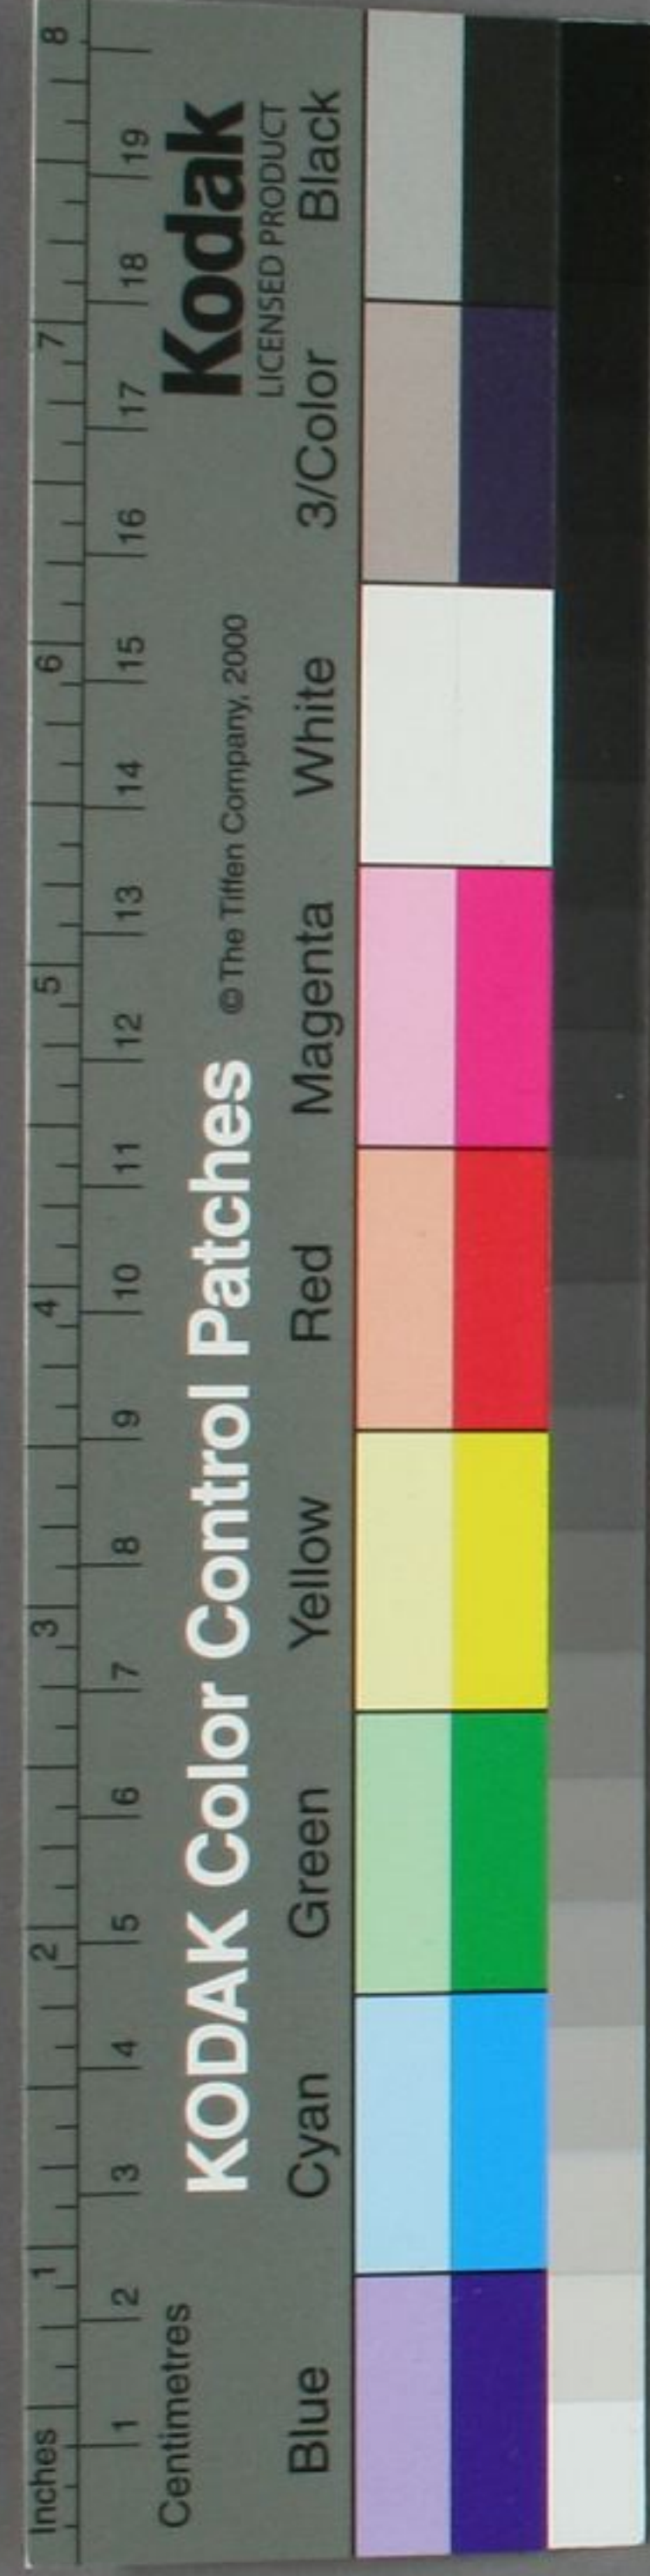 Inches 1 2 3 4 5 6 7 8
1 2 3 4 5 6 7 8 9 10 11 12 13 14 15 16 17 18 19
Centimetres
KODAK Color Control Patches © The Tiffen Company, 2000 Kodak
LICENSED PRODUCT
Blue Cyan Green Yellow Red Magenta White 3/Color Black